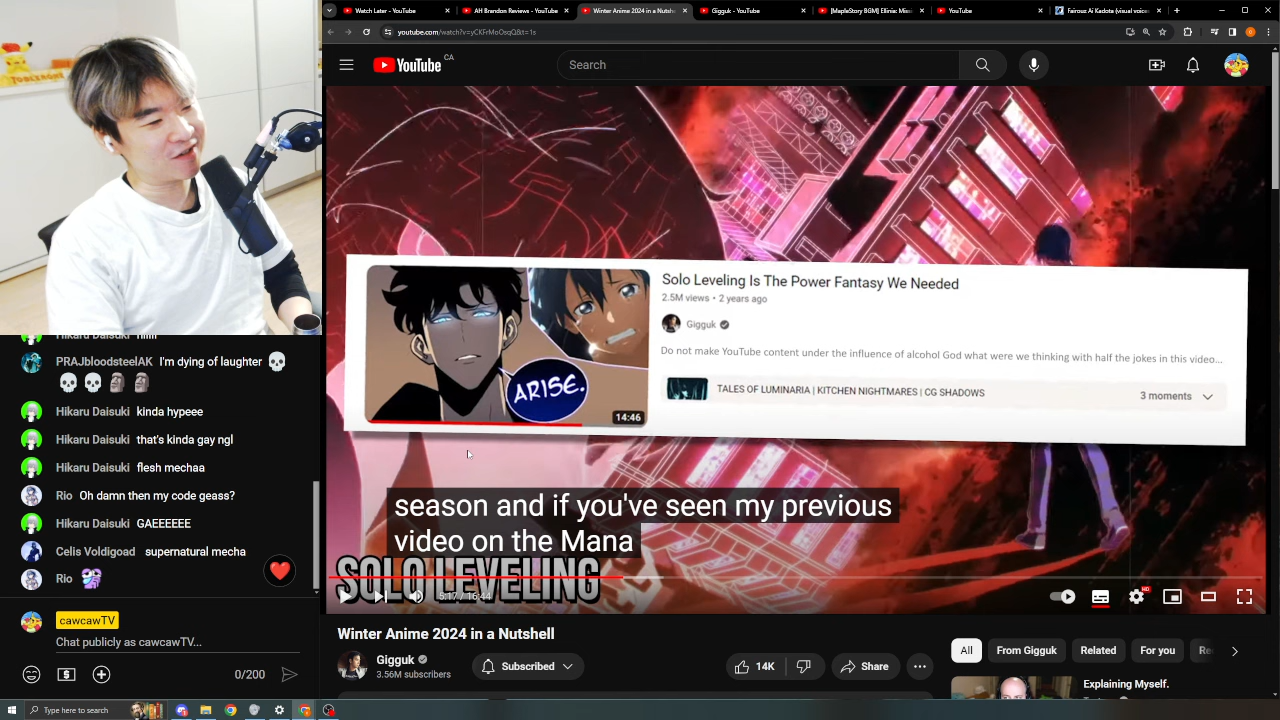 Watch Later - YouTube
AH Brandon Reviews - YouTube
Winter Anime 2024 in a Nutsh
Gigguk - YouTube
[MapleStory BGM] Ellinia: Miss
YouTube
Fairouz Ai Kadota (visual voice
youtube.com/watch?v=yCKFrMoOsqQ&t=1s
YouTube CA
Search
Solo Leveling Is The Power Fantasy We Needed
2.5M views • 2 years ago
Gigguk
Do not make YouTube content under the influence of alcohol God what were we thinking with half the jokes in this video...
ARISE.
TALES OF LUMINARIA | KITCHEN NIGHTMARES | CG SHADOWS
3 moments
14:46
season and if you've seen my previous
video on the Mana
SOLO LEVELING
5:17 / 16:44
HD
Winter Anime 2024 in a Nutshell
Gigguk
3.56M subscribers
Subscribed
14K
Share
All
From Gigguk
Related
For you
Re
Explaining Myself.
Hikaru Daisuki hiiii
PRAJbloodsteelAK I'm dying of laughter
Hikaru Daisuki kinda hypeee
Hikaru Daisuki that's kinda gay ngl
Hikaru Daisuki flesh mechaa
Rio Oh damn then my code geass?
Hikaru Daisuki GAEEEEEE
Celis Voldigoad supernatural mecha
Rio
cawcawTV
Chat publicly as cawcawTV...
0/200
Type here to search